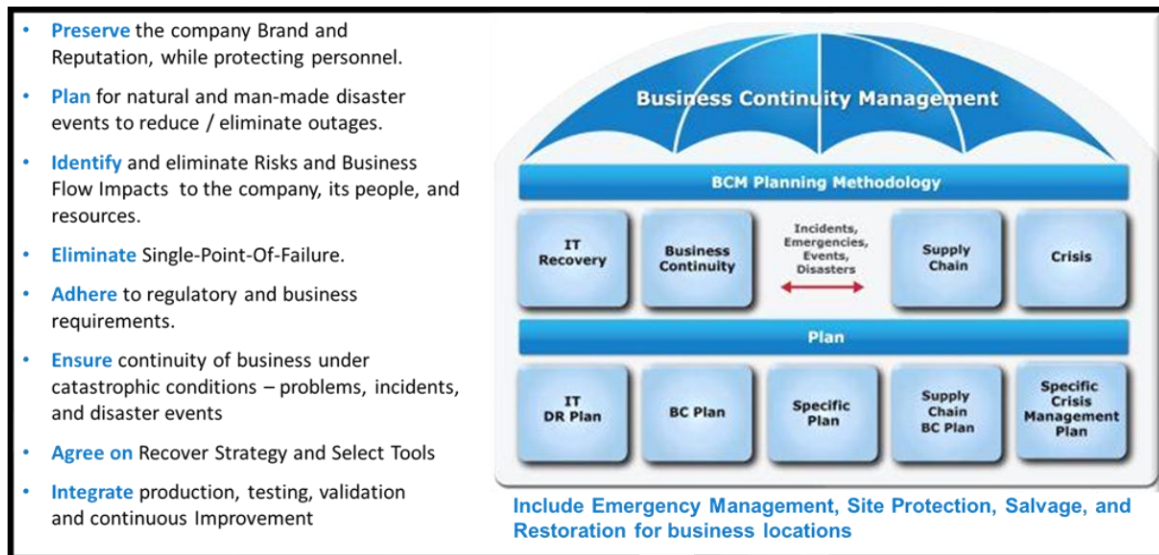 • Preserve the company Brand and
Reputation, while protecting personnel.
• Plan for natural and man-made disaster
events to reduce / eliminate outages.
• Identify and eliminate Risks and Business
Flow Impacts to the company, its people, and
resources.
• Eliminate Single-Point-Of-Failure.
• Adhere to regulatory and business
requirements.
• Ensure continuity of business under
catastrophic conditions – problems, incidents,
and disaster events
• Agree on Recover Strategy and Select Tools
• Integrate production, testing, validation
and continuous Improvement
Business Continuity Management
BCM Planning Methodology
IT
Recovery
Business
Continuity
Incidents,
Emergencies,
Events,
Disasters
Supply
Chain
Crisis
Plan
IT
DR Plan
BC Plan
Specific
Plan
Supply
Chain
BC Plan
Specific
Crisis
Management
Plan
Include Emergency Management, Site Protection, Salvage, and
Restoration for business locations